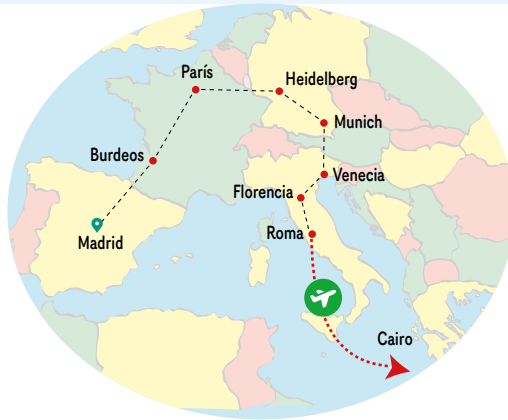 París
Heidelberg
Munich
Burdeos
Venecia
Florencia
Roma
Madrid
Cairo